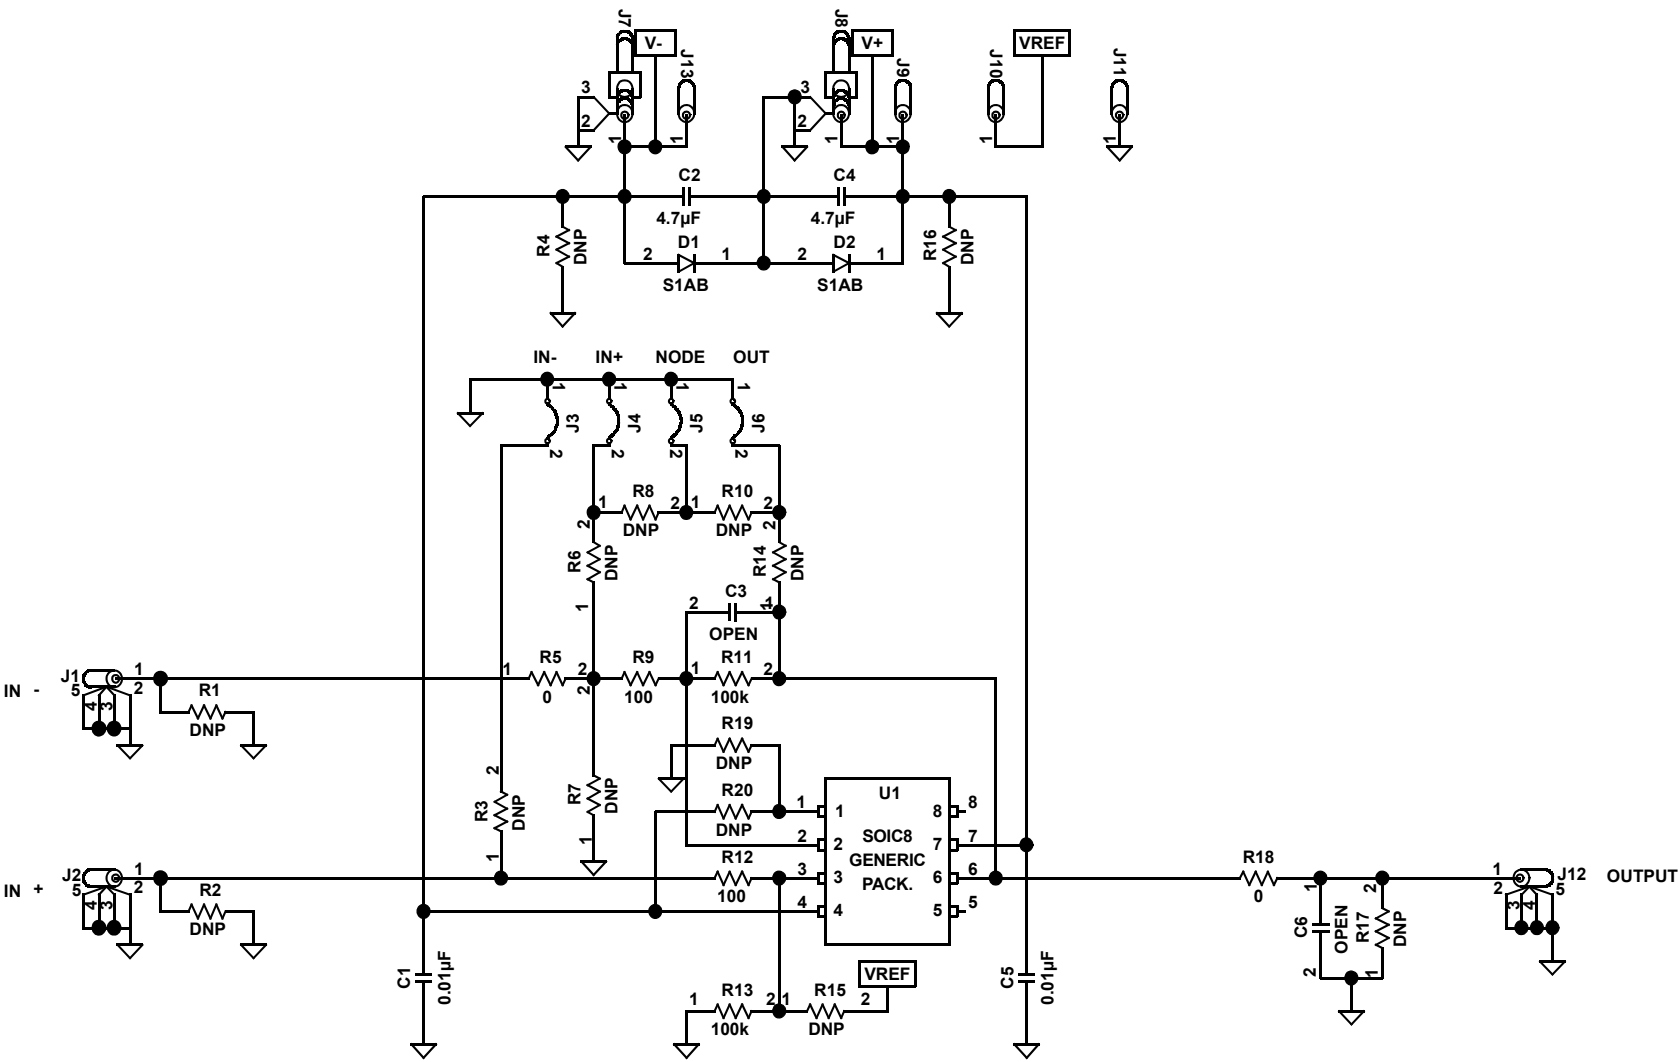 J7 V- J13 J8 V+ J9 J10 VREF J11
3 2 1 1 3 2 1 1 1 1
C2 C4
4.7µF 4.7µF
R4 DNP D1 D2 R16 DNP
2 1 2 1
S1AB S1AB
IN- IN+ NODE OUT
1 1 1 1
J3 J4 J5 J6
2 2 2 2
R8 R10
1 2 1 2
DNP DNP
2 2
R6 DNP R14 DNP
1 1
C3
2 1
OPEN
R5 R9 R11
1 2 1 2
0 100 100k
IN - J1 1
5 4 3 2
R1
DNP
2
R19
DNP
2
R3 DNP
1
R7 DNP
1
R20
DNP
U1
SOIC8
GENERIC
PACK.
1 1 8 8
2 2 7 7
3 3 6 6
4 4 5 5
IN + J2 1
5 4 3 2
R2
DNP
R12
100
R18
0
1 J12 OUTPUT
2 3 4 5
1 C6 OPEN 2
2 R17 DNP 1
C1 0.01µF
C5 0.01µF
VREF
R13 R15
1 2 1 2
100k DNP